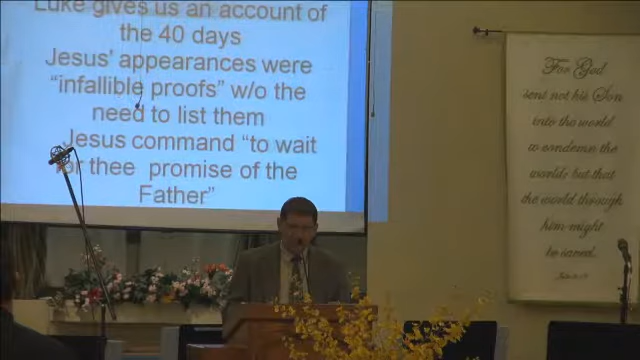 Luke gives us an account of
the 40 days
Jesus' appearances were
"infallible proofs" w/o the
need to list them
Jesus command "to wait
for thee promise of the
Father"
For God
sent not his Son
into the world
to condemn the
world; but that
the world through
him might
be saved.